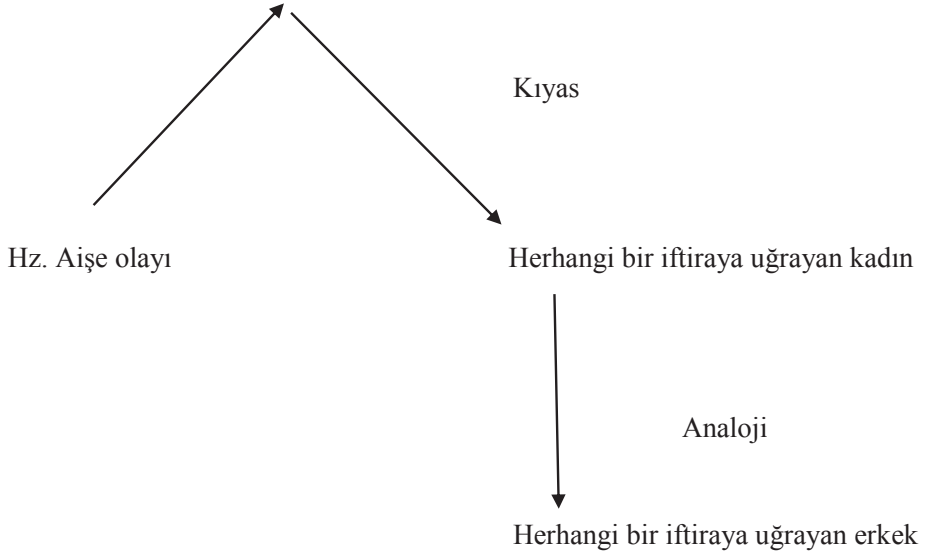 Kıyas
Hz. Aişe olayı
Herhangi bir iftiraya uğrayan kadın
Analoji
Herhangi bir iftiraya uğrayan erkek